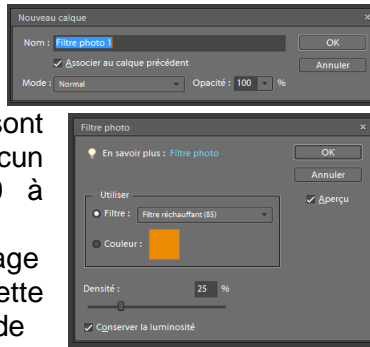 Nouveau calque
Nom : Filtre photo 1
OK
Associer au calque précédent
Annuler
Mode : Normal Opacité : 100 %
sont
cun
à
age
ette
de
Filtre photo
En savoir plus : Filtre photo
OK
Annuler
Utiliser
Aperçu
Filtre : Filtre réchauffant (85)
Couleur :
Densité : 25 %
Conserver la luminosité